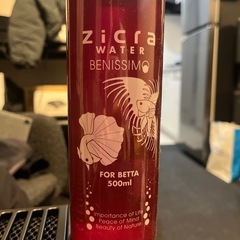 Zicra
WATER
BENISSIMO
FOR BETTA
500ml
Importance of Life
Peace of Mind
Beauty of Nature